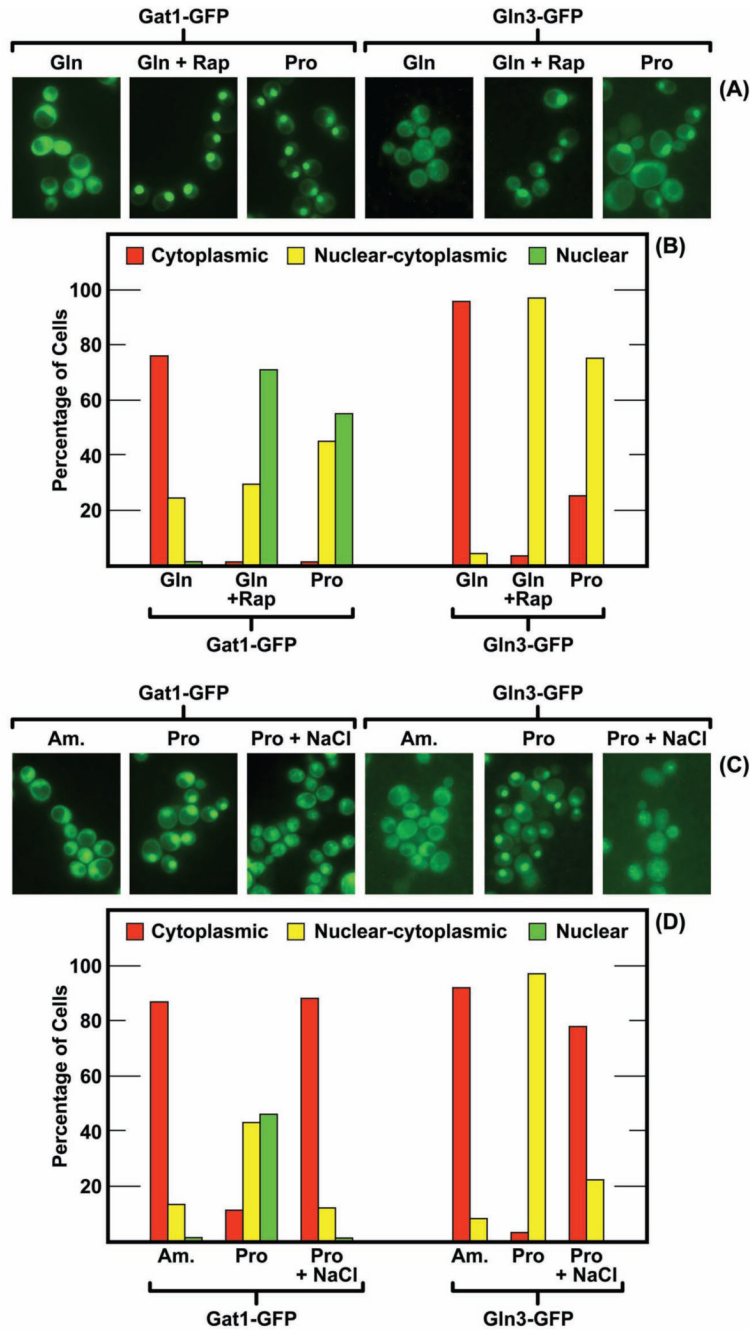 Gat1-GFP Gln3-GFP
Gln Gln + Rap Pro Gln Gln + Rap Pro
(A)
(B)
Cytoplasmic Nuclear-cytoplasmic Nuclear
Percentage of Cells
100
80
60
40
20
Gln Gln +Rap Pro Gln Gln +Rap Pro
Gat1-GFP Gln3-GFP
Gat1-GFP Gln3-GFP
Am. Pro Pro + NaCl Am. Pro Pro + NaCl
(C)
(D)
Cytoplasmic Nuclear-cytoplasmic Nuclear
Percentage of Cells
100
80
60
40
20
Am. Pro Pro + NaCl Am. Pro Pro + NaCl
Gat1-GFP Gln3-GFP